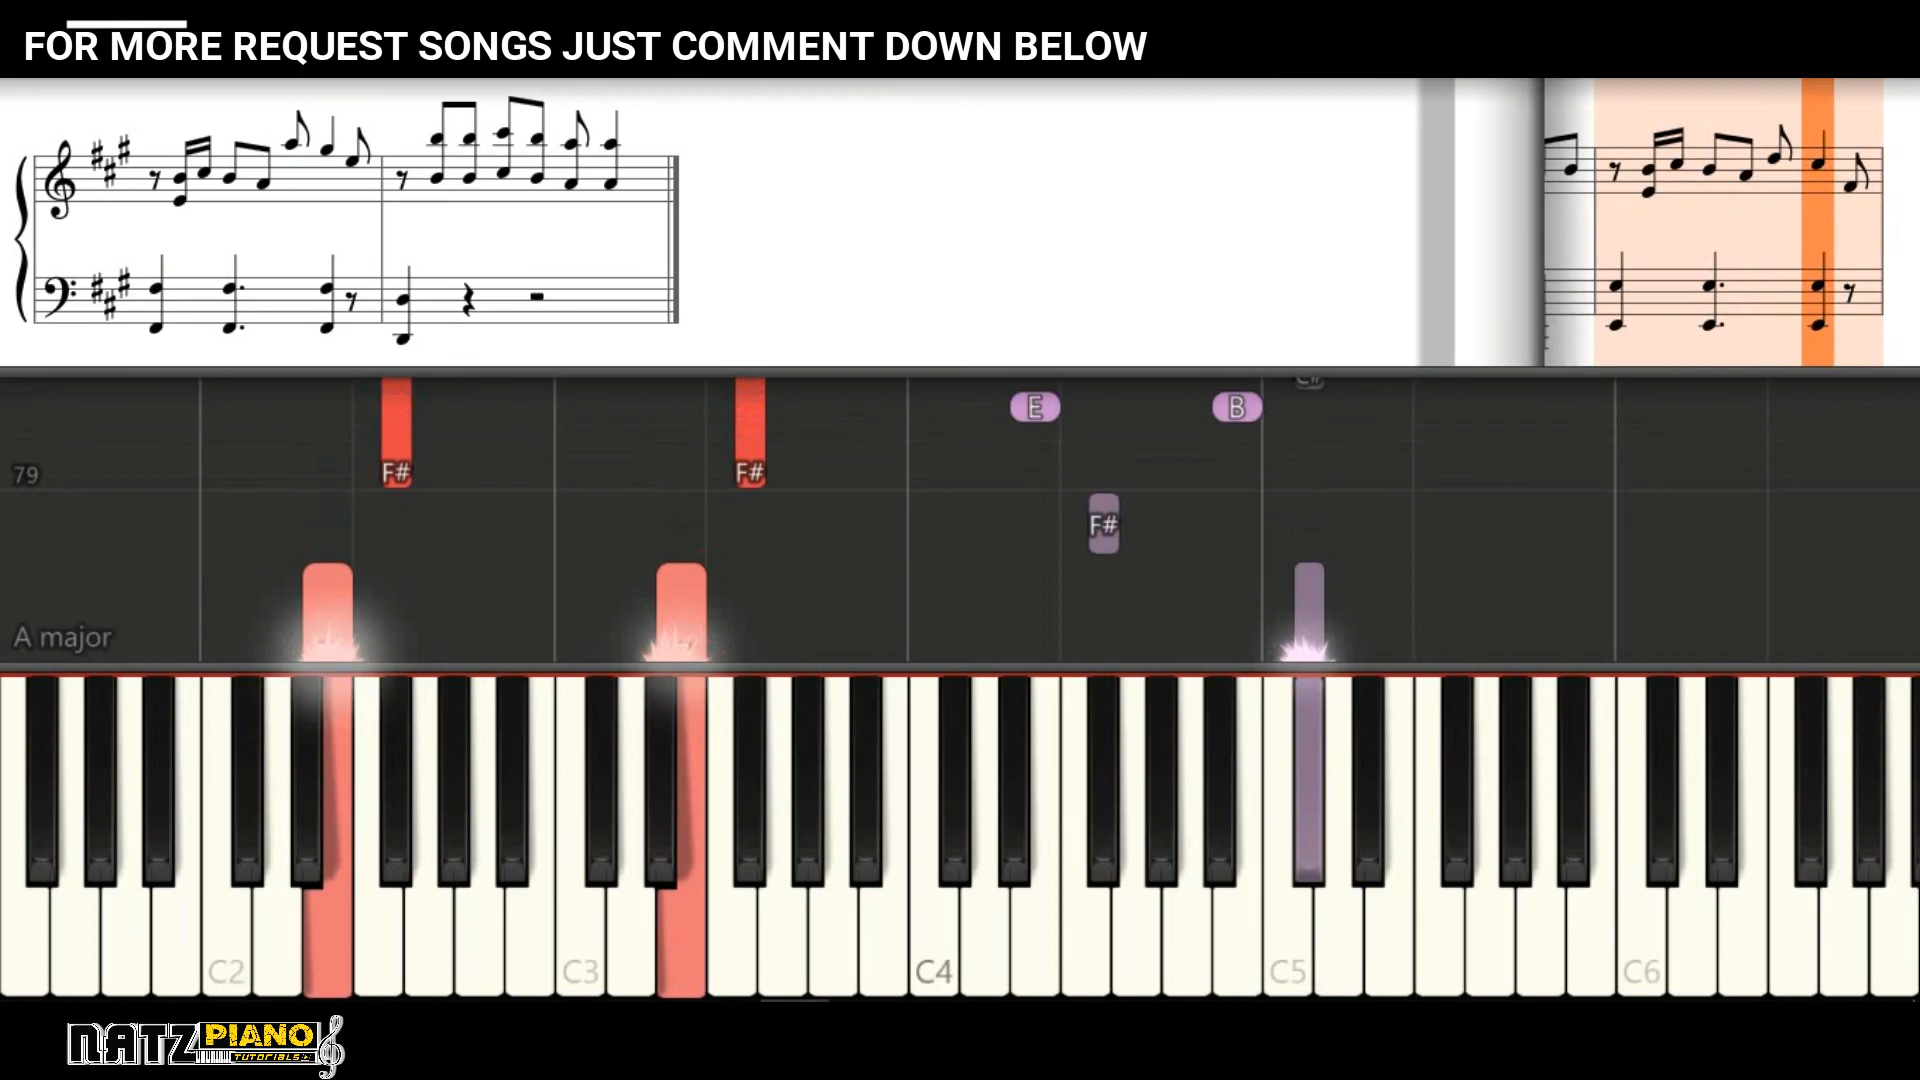 FOR MORE REQUEST SONGS JUST COMMENT DOWN BELOW
C#
E B
79 F# F#
F#
A major
C2 C3 C4 C5 C6
NATZ PIANO
TUTORIALS